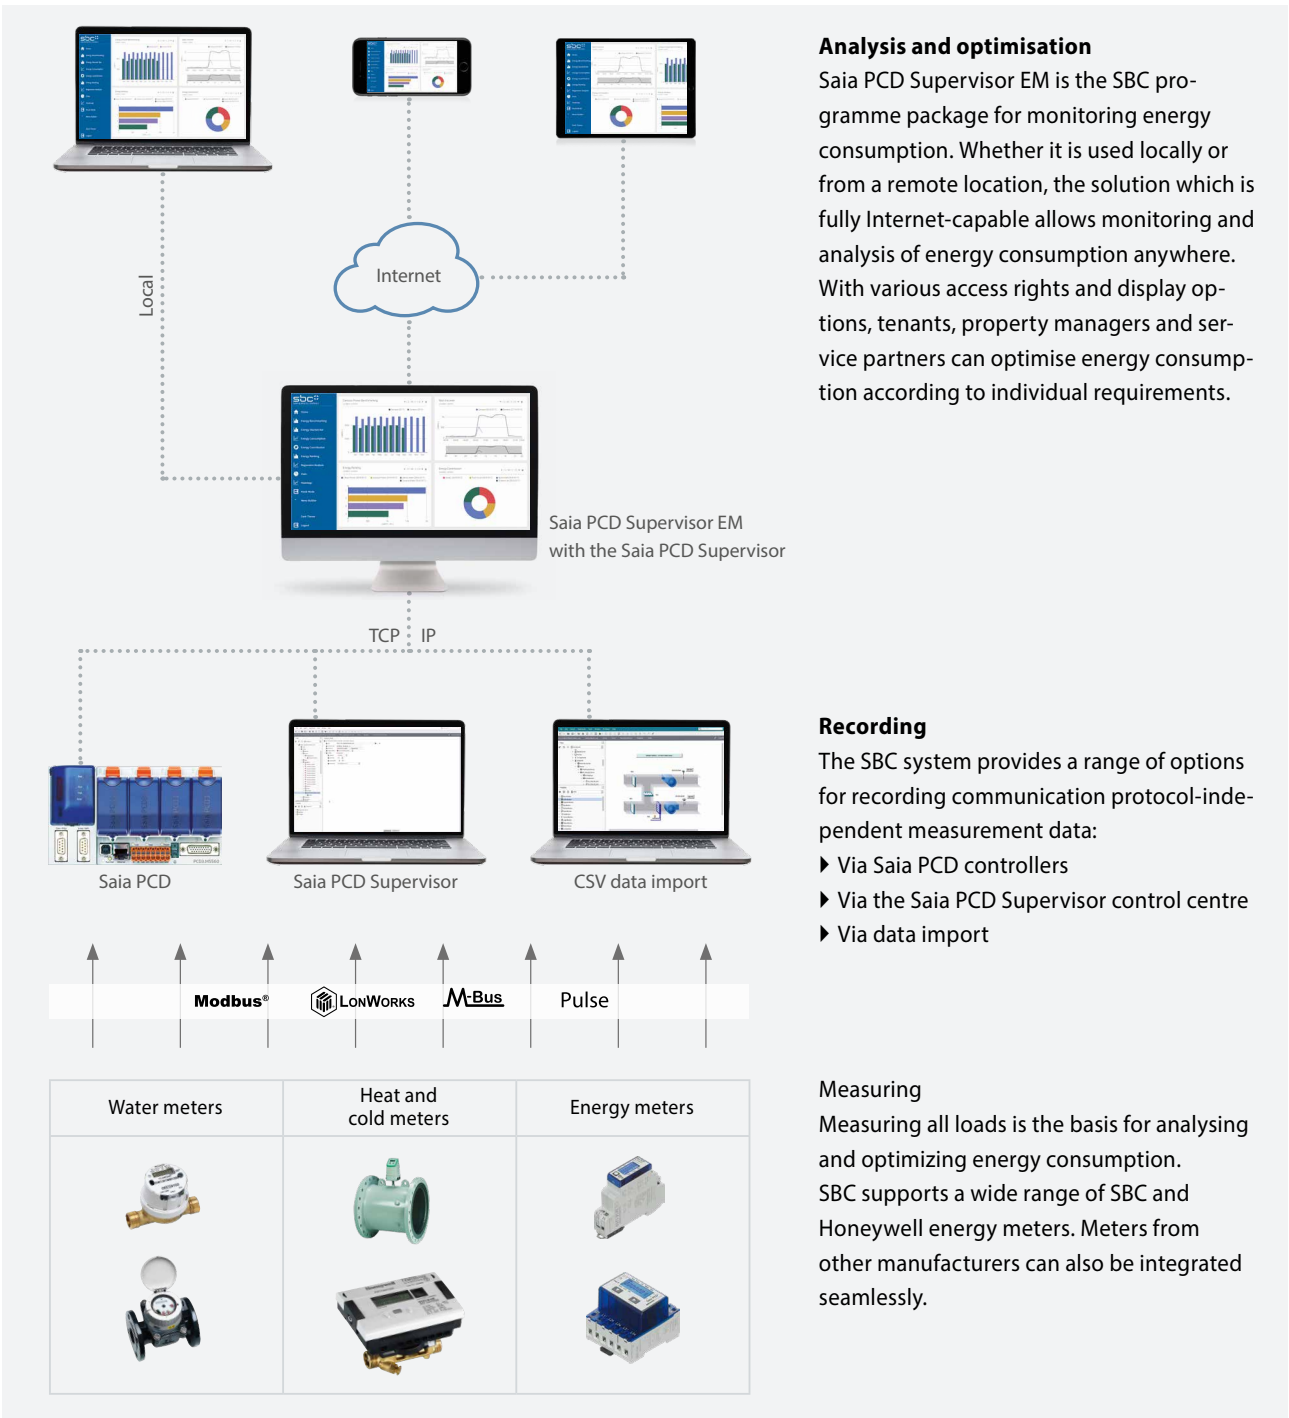 Analysis and optimisation
Saia PCD Supervisor EM is the SBC pro-
gramme package for monitoring energy
consumption. Whether it is used locally or
from a remote location, the solution which is
fully Internet-capable allows monitoring and
analysis of energy consumption anywhere.
With various access rights and display op-
tions, tenants, property managers and ser-
vice partners can optimise energy consump-
tion according to individual requirements.
Internet
Local
sbc
Saia PCD Supervisor EM
with the Saia PCD Supervisor
TCP IP
Saia PCD
Saia PCD Supervisor
CSV data import
Recording
The SBC system provides a range of options
for recording communication protocol-inde-
pendent measurement data:
Via Saia PCD controllers
Via the Saia PCD Supervisor control centre
Via data import
Modbus®
LONWORKS
M-Bus
Pulse
Water meters
Heat and
cold meters
Energy meters
Measuring
Measuring all loads is the basis for analysing
and optimizing energy consumption.
SBC supports a wide range of SBC and
Honeywell energy meters. Meters from
other manufacturers can also be integrated
seamlessly.